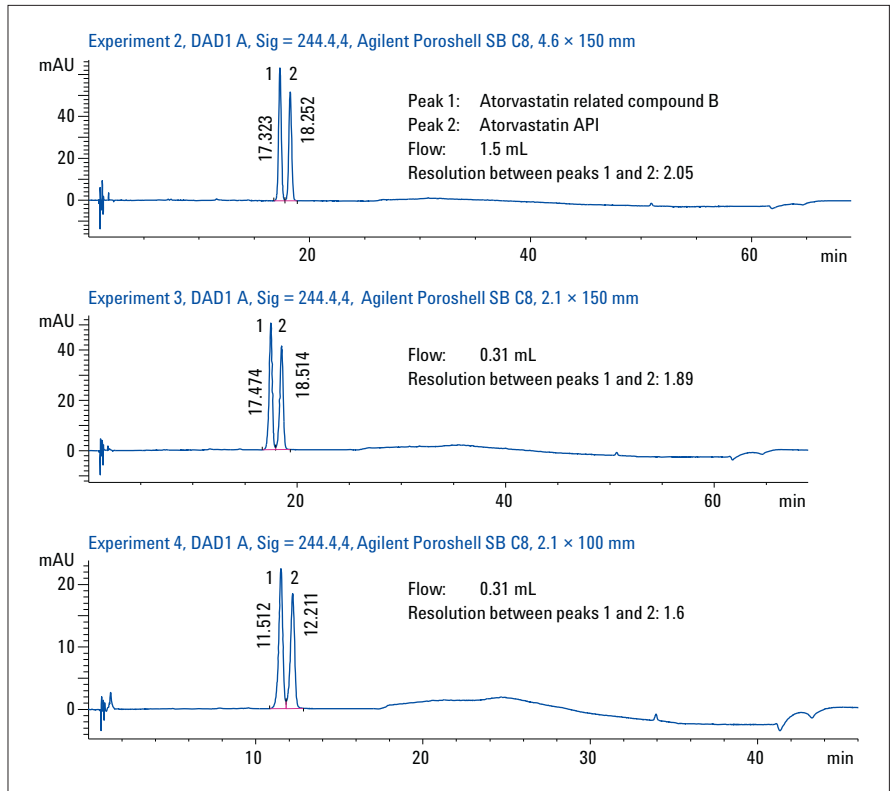 Experiment 2, DAD1 A, Sig = 244.4,4, Agilent Poroshell SB C8, 4.6 × 150 mm
mAU
1 2
17.323
18.252
Peak 1: Atorvastatin related compound B
Peak 2: Atorvastatin API
Flow: 1.5 mL
Resolution between peaks 1 and 2: 2.05
40
20
0
20 40 60 min
Experiment 3, DAD1 A, Sig = 244.4,4, Agilent Poroshell SB C8, 2.1 × 150 mm
mAU
1 2
17.474
18.514
Flow: 0.31 mL
Resolution between peaks 1 and 2: 1.89
40
20
0
20 40 60 min
Experiment 4, DAD1 A, Sig = 244.4,4, Agilent Poroshell SB C8, 2.1 × 100 mm
mAU
1 2
11.512
12.211
Flow: 0.31 mL
Resolution between peaks 1 and 2: 1.6
20
10
0
10 20 30 40 min